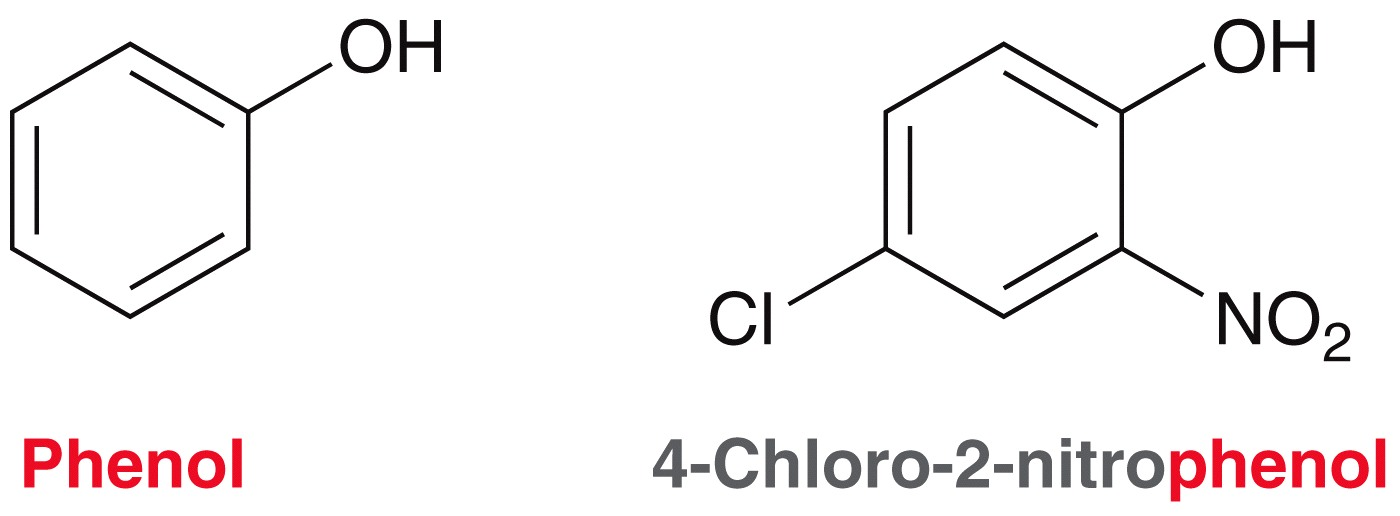 OH
OH
Cl
NO₂
Phenol
4-Chloro-2-nitrophenol